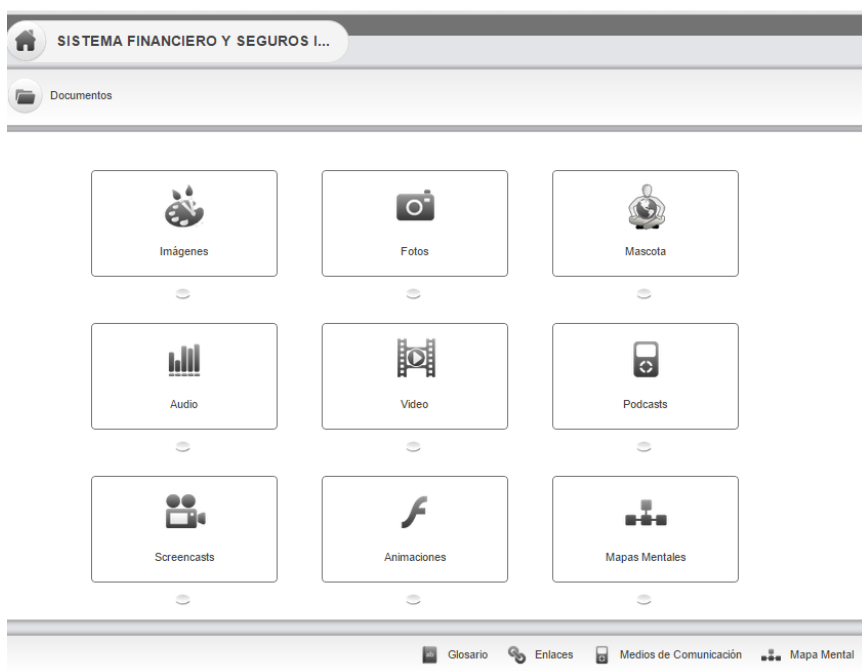 SISTEMA FINANCIERO Y SEGUROS I...
Documentos
Imágenes
Fotos
Mascota
Audio
Video
Podcasts
Screencasts
Animaciones
Mapas Mentales
Glosario
Enlaces
Medios de Comunicación
Mapa Mental